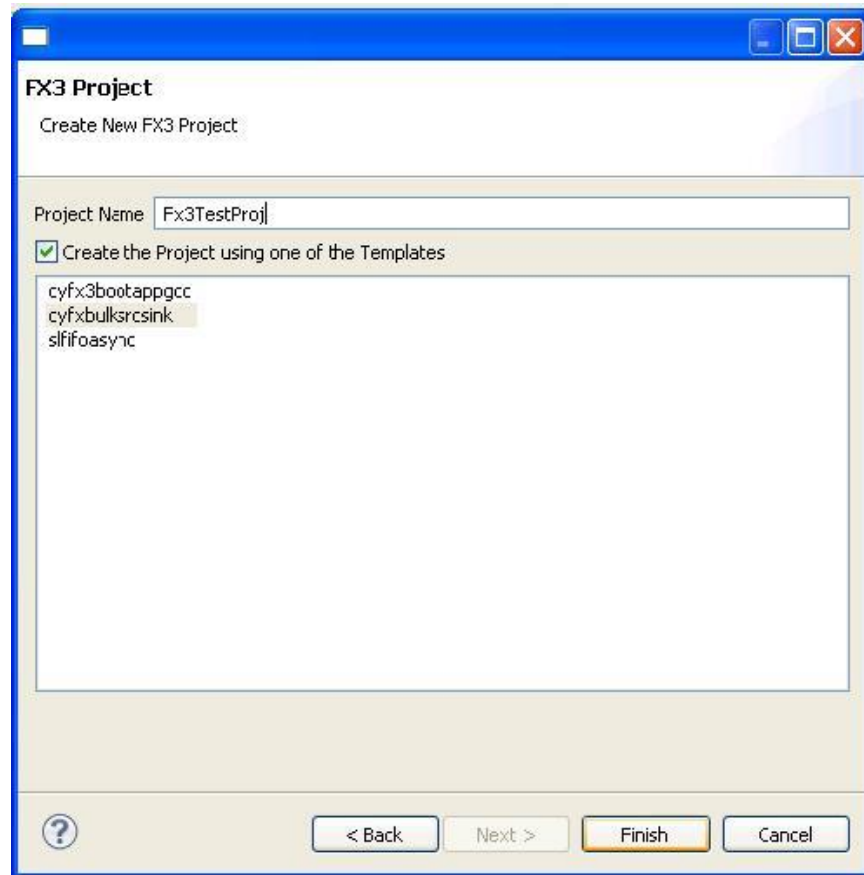 FX3 Project
Create New FX3 Project
Project Name Fx3TestProj
Create the Project using one of the Templates
cyfx3bootappgcc
cyfxbulksrcsink
slfifoasync
?
< Back Next > Finish Cancel